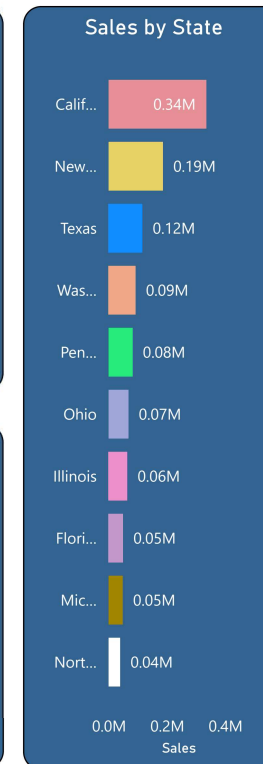 Sales by State
Calif... 0.34M
New... 0.19M
Texas 0.12M
Was... 0.09M
Pen... 0.08M
Ohio 0.07M
Illinois 0.06M
Flori... 0.05M
Mic... 0.05M
Nort... 0.04M
0.0M 0.2M 0.4M
Sales